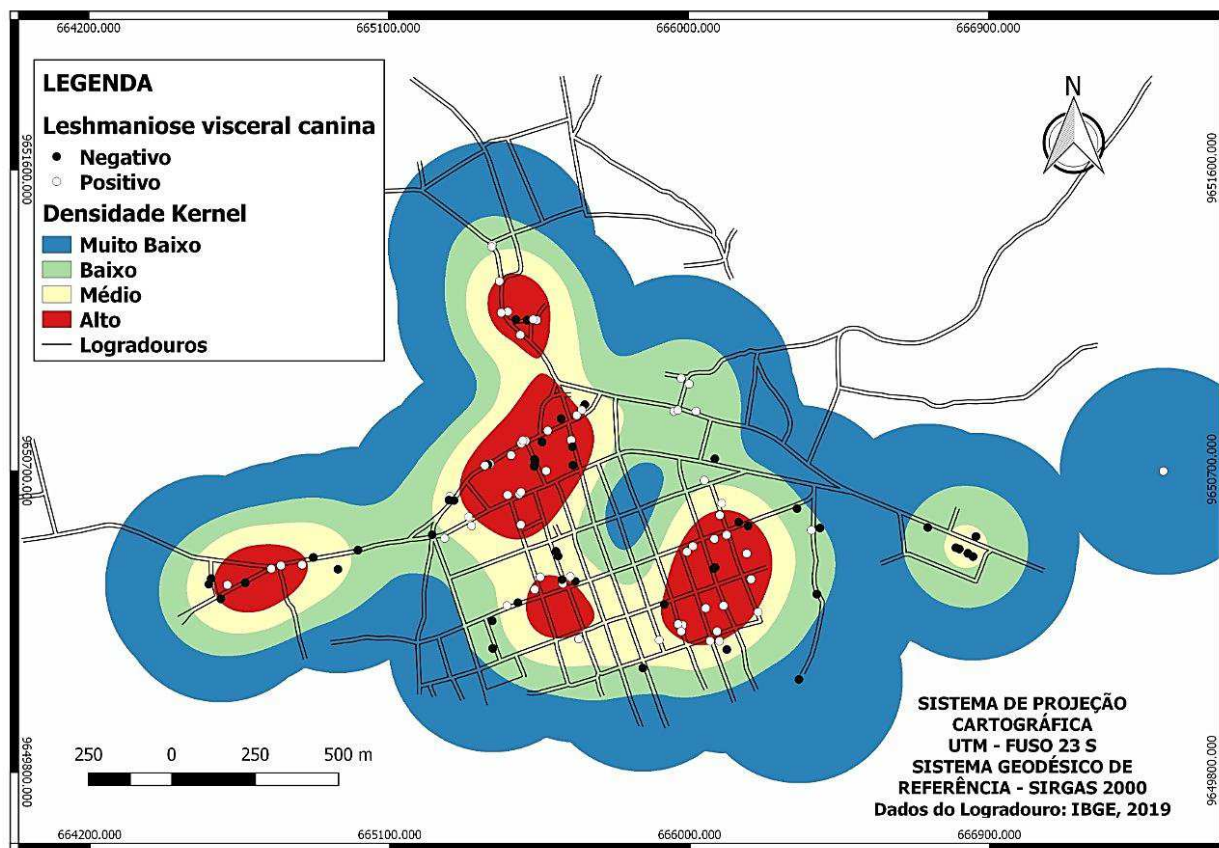 664200.000 665100.000 666000.000 666900.000
LEGENDA
Leshmaniose visceral canina
Negativo
Positivo
Densidade Kernel
Muito Baixo
Baixo
Médio
Alto
Logradouros
N
9651600.000 9651600.000
9650700.000 9650700.000
9649800.000 9649800.000
250 0 250 500 m
SISTEMA DE PROJEÇÃO
CARTOGRÁFICA
UTM - FUSO 23 S
SISTEMA GEODÉSICO DE
REFERÊNCIA - SIRGAS 2000
Dados do Logradouro: IBGE, 2019
664200.000 665100.000 666000.000 666900.000